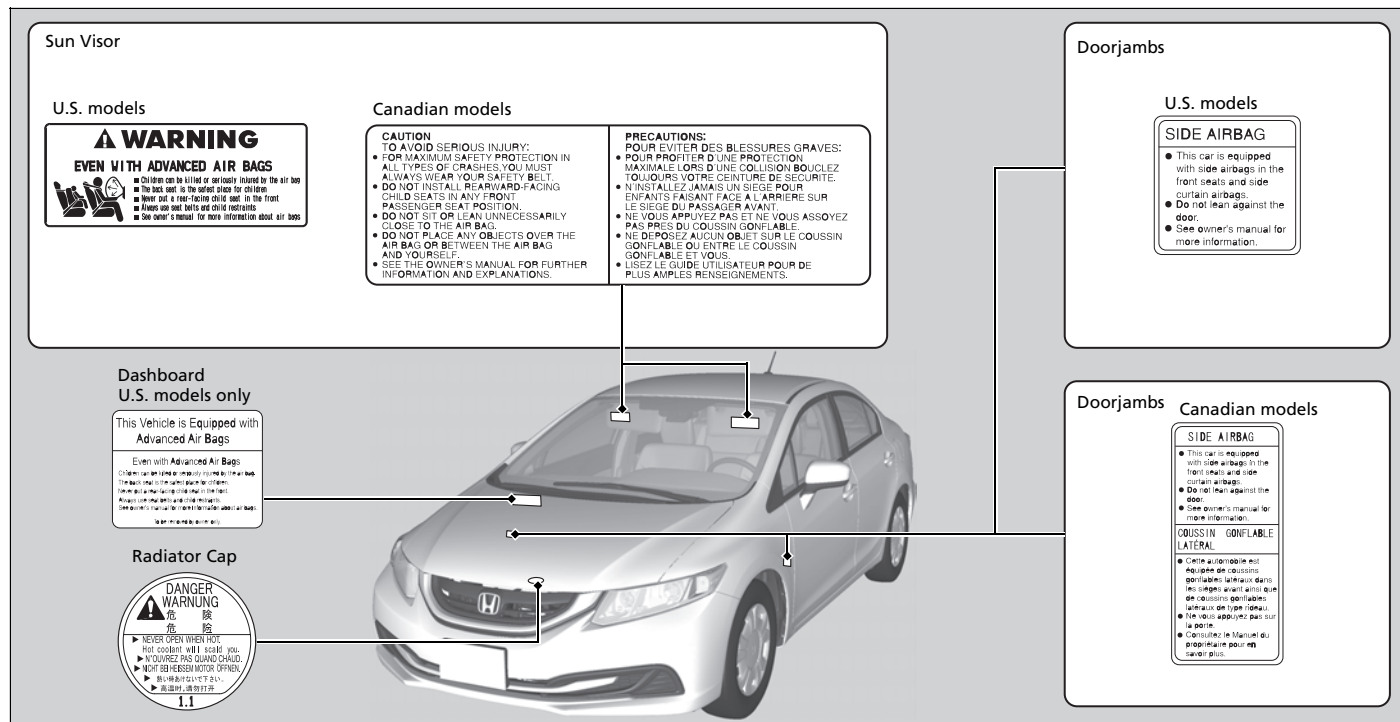 Sun Visor
U.S. models
WARNING
EVEN WITH ADVANCED AIR BAGS
■ Children can be killed or seriously injured by the air bag
■ The back seat is the safest place for children
■ Never put a rear-facing child seat in the front
■ Always use seat belts and child restraints
■ See owner's manual for more information about air bags
Canadian models
CAUTION
TO AVOID SERIOUS INJURY:
● FOR MAXIMUM SAFETY PROTECTION IN
ALL TYPES OF CRASHES,YOU MUST
ALWAYS WEAR YOUR SAFETY BELT.
● DO NOT INSTALL REARWARD-FACING
CHILD SEATS IN ANY FRONT
PASSENGER SEAT POSITION.
● DO NOT SIT OR LEAN UNNECESSARILY
CLOSE TO THE AIR BAG.
● DO NOT PLACE ANY OBJECTS OVER THE
AIR BAG OR BETWEEN THE AIR BAG
AND YOURSELF.
● SEE THE OWNER'S MANUAL FOR FURTHER
INFORMATION AND EXPLANATIONS.
PRECAUTIONS:
POUR EVITER DES BLESSURES GRAVES:
● POUR PROFITER D'UNE PROTECTION
MAXIMALE LORS D'UNE COLLISION BOUCLEZ
TOUJOURS VOTRE CEINTURE DE SECURITE.
● N'INSTALLEZ JAMAIS UN SIEGE POUR
ENFANTS FAISANT FACE A L'ARRIERE SUR
LE SIEGE DU PASSAGER AVANT.
● NE VOUS APPUYEZ PAS ET NE VOUS ASSOYEZ
PAS PRES DU COUSSIN GONFLABLE.
● NE DEPOSEZ AUCUN OBJET SUR LE COUSSIN
GONFLABLE OU ENTRE LE COUSSIN
GONFLABLE ET VOUS.
● LISEZ LE GUIDE UTILISATEUR POUR DE
PLUS AMPLES RENSEIGNEMENTS.
Doorjambs
U.S. models
SIDE AIRBAG
● This car is equipped
with side airbags in the
front seats and side
curtain airbags.
● Do not lean against the
door.
● See owner's manual for
more information.
Dashboard
U.S. models only
This Vehicle is Equipped with
Advanced Air Bags
Even with Advanced Air Bags
Children can be killed or seriously injured by the air bag.
The back seat is the safest place for children.
Never put a rear-facing child seat in the front.
Always use seat belts and child restraints.
See owner's manual for more information about air bags.
To be removed by owner only.
Radiator Cap
DANGER
WARNUNG
危 険
危 险
▶ NEVER OPEN WHEN HOT.
Hot coolant will scald you.
▶ N'OUVREZ PAS QUAND CHAUD.
▶ NICHT BEI HEISSEM MOTOR ÖFFNEN.
▶ 熱い時あけないで下さい.
▶ 高温时,请勿打开
1.1
Doorjambs
Canadian models
SIDE AIRBAG
● This car is equipped
with side airbags in the
front seats and side
curtain airbags.
● Do not lean against the
door.
● See owner's manual for
more information.
COUSSIN GONFLABLE
LATÉRAL
● Cette automobile est
équipée de coussins
gonflables latéraux dans
les sièges avant ainsi que
de coussins gonflables
latéraux de type rideau.
● Ne vous appuyez pas sur
la porte.
● Consultez le Manuel du
propriétaire pour en
savoir plus.